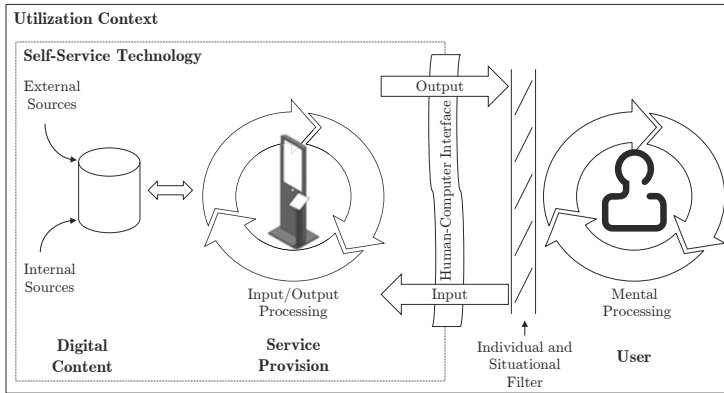 Utilization Context
Self-Service Technology
External
Sources
Internal
Sources
Digital
Content
Input/Output
Processing
Service
Provision
Output
Human-Computer Interface
Input
Individual and
Situational
Filter
Mental
Processing
User